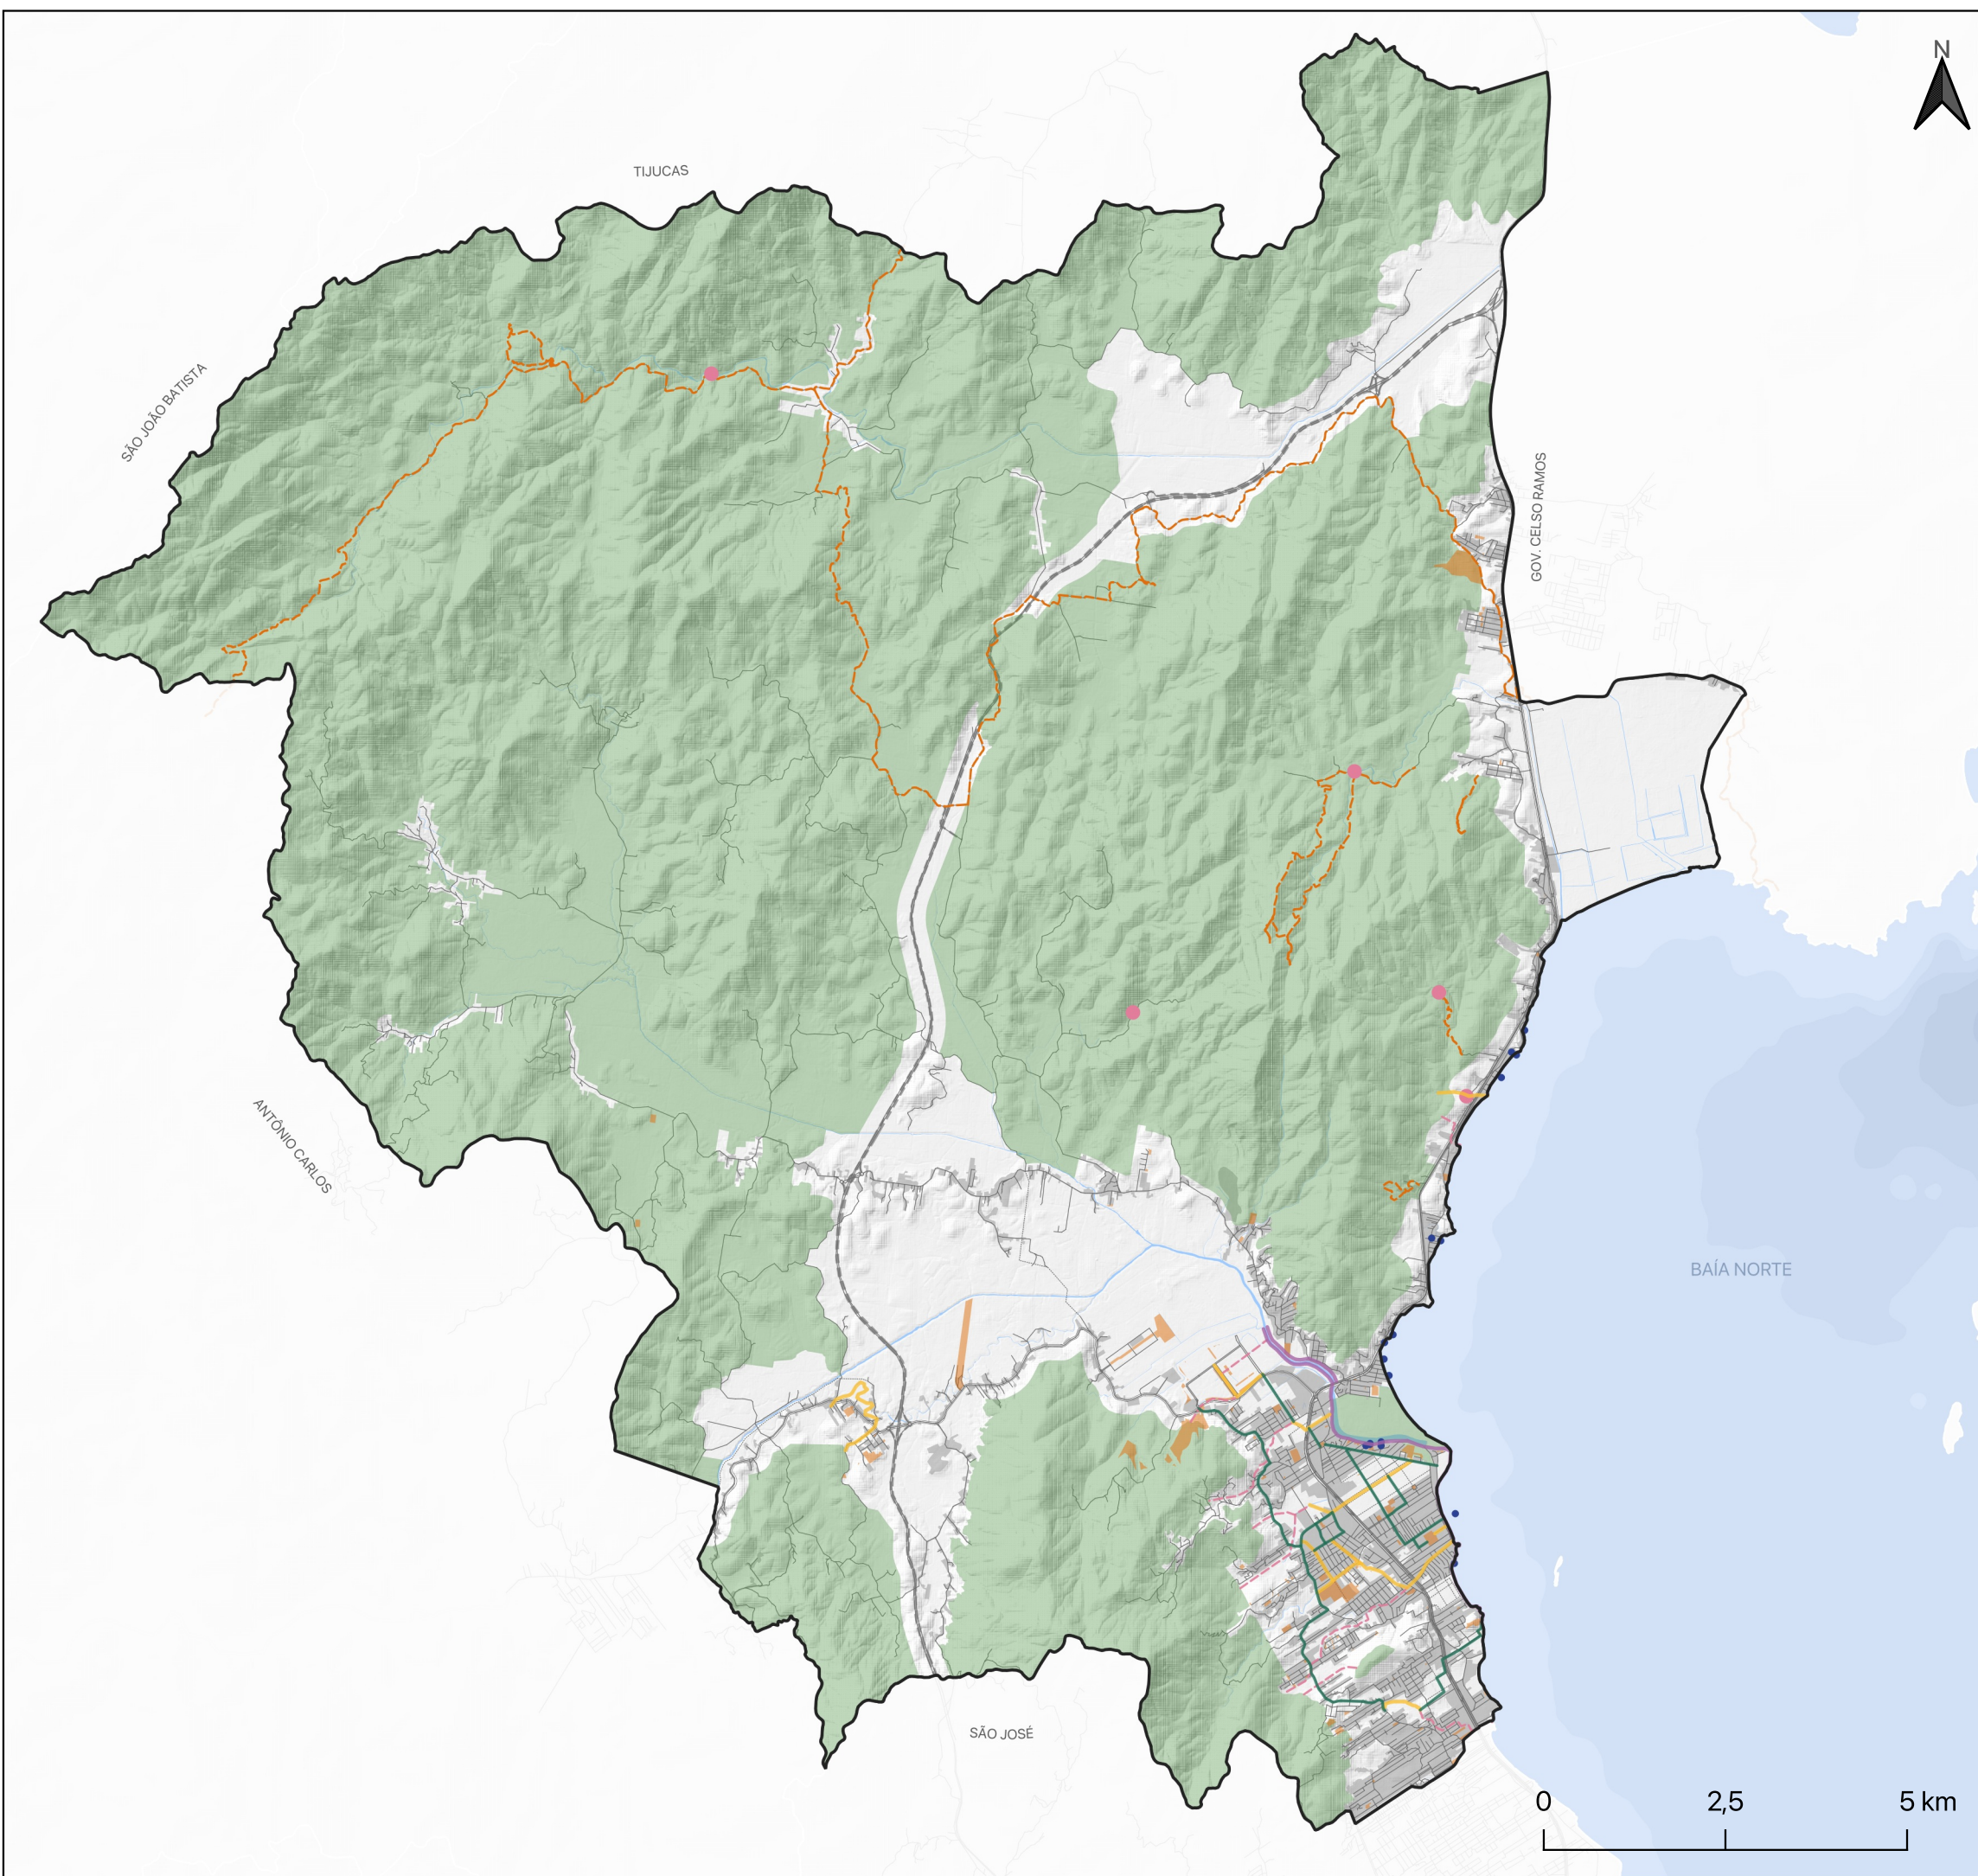 N
TIJUCAS
SÃO JOÃO BATISTA
GOV. CELSO RAMOS
ANTÔNIO CARLOS
BAÍA NORTE
SÃO JOSÉ
0 2,5 5 km